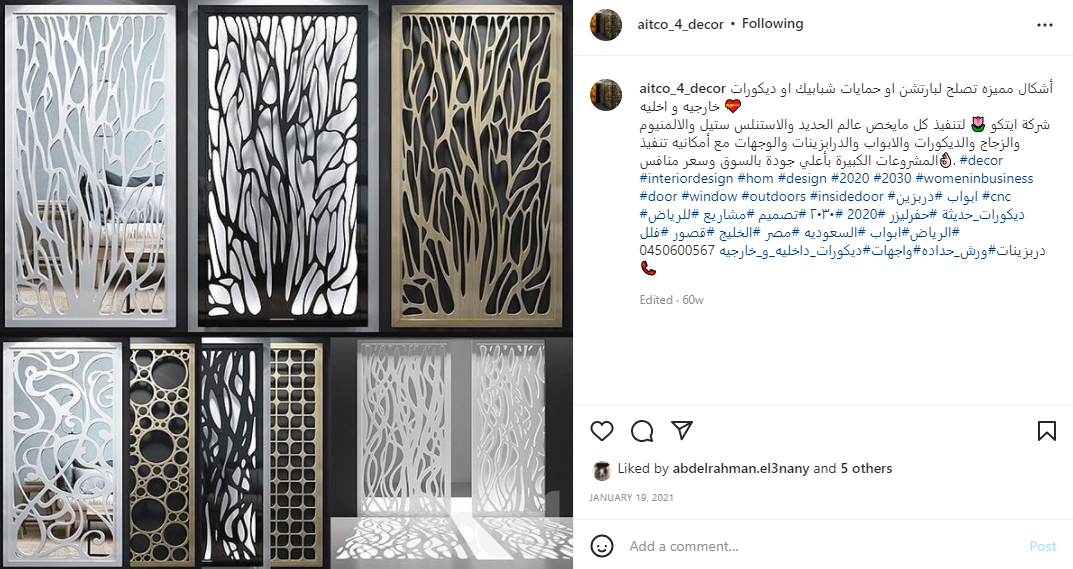 aitco_4_decor • Following
aitco_4_decor أشكال مميزه تصلح لبارتشن او حمايات شبابيك او ديكورات
خارجيه و اخليه 💝
شركة ايتكو 🌷 لتنفيذ كل مايخص عالم الحديد والاستنلس ستيل والالمنيوم
والزجاج والديكورات والابواب والدرابزينات والوجهات مع أمكانيه تنفيذ
المشروعات الكبيرة بأعلي جودة بالسوق وسعر منافس👌🏼. #decor
#interiordesign #hom #design #2020 #2030 #womeninbusiness
#door #window #outdoors #insidedoor #ابواب #دربزين #cnc
#ديكورات_حديثة #حفرليزر #2020 #٢٠٣٠ #تصميم #مشاريع #للرياض
#الرياض#ابواب #السعوديه #مصر #الخليج #قصور #فلل
دربزينات#ورش_حداده#واجهات#ديكورات_داخليه_و_خارجيه 0450600567
📞
Edited · 60w
Liked by abdelrahman.el3nany and 5 others
JANUARY 19, 2021
Add a comment... Post